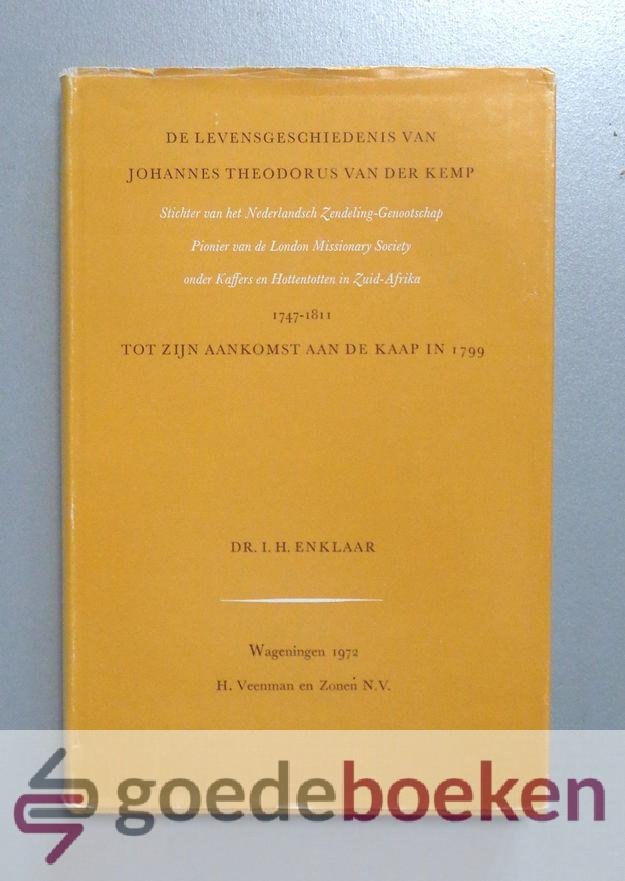 DE LEVENSGESCHIEDENIS VAN
JOHANNES THEODORUS VAN DER KEMP
Stichter van het Nederlandsch Zendeling-Genootschap
Pionier van de London Missionary Society
onder Kaffers en Hottentotten in Zuid-Afrika
1747-1811
TOT ZIJN AANKOMST AAN DE KAAP IN 1799
DR. I. H. ENKLAAR
Wageningen 1972
H. Veenman en Zonen N.V.
goedeboeken